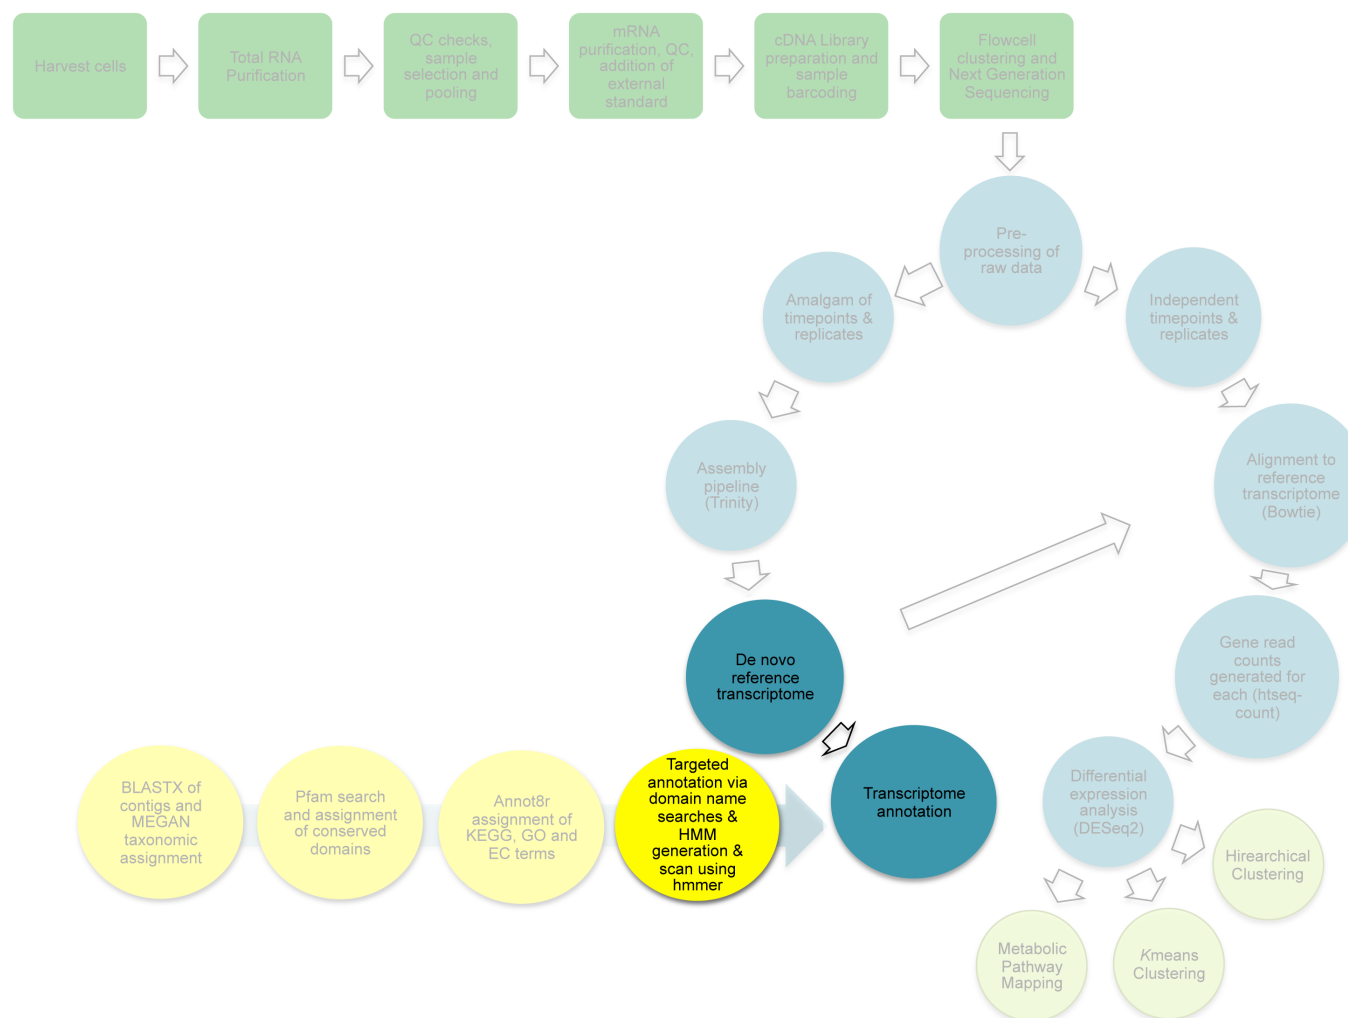 Harvest cells
Total RNA
Purification
QC checks,
sample
selection and
pooling
mRNA
purification, QC,
addition of
external
standard
cDNA Library
preparation and
sample
barcoding
Flowcell
clustering and
Next Generation
Sequencing
Pre-
processing of
raw data
Amalgam of
timepoints &
replicates
Independent
timepoints &
replicates
Assembly
pipeline
(Trinity)
Alignment to
reference
transcriptome
(Bowtie)
De novo
reference
transcriptome
Gene read
counts
generated for
each (htseq-
count)
BLASTX of
contigs and
MEGAN
taxonomic
assignment
Pfam search
and assignment
of conserved
domains
Annot8r
assignment of
KEGG, GO and
EC terms
Targeted
annotation via
domain name
searches &
HMM
generation &
scan using
hmmer
Transcriptome
annotation
Differential
expression
analysis
(DESeq2)
Hirearchical
Clustering
Metabolic
Pathway
Mapping
Kmeans
Clustering